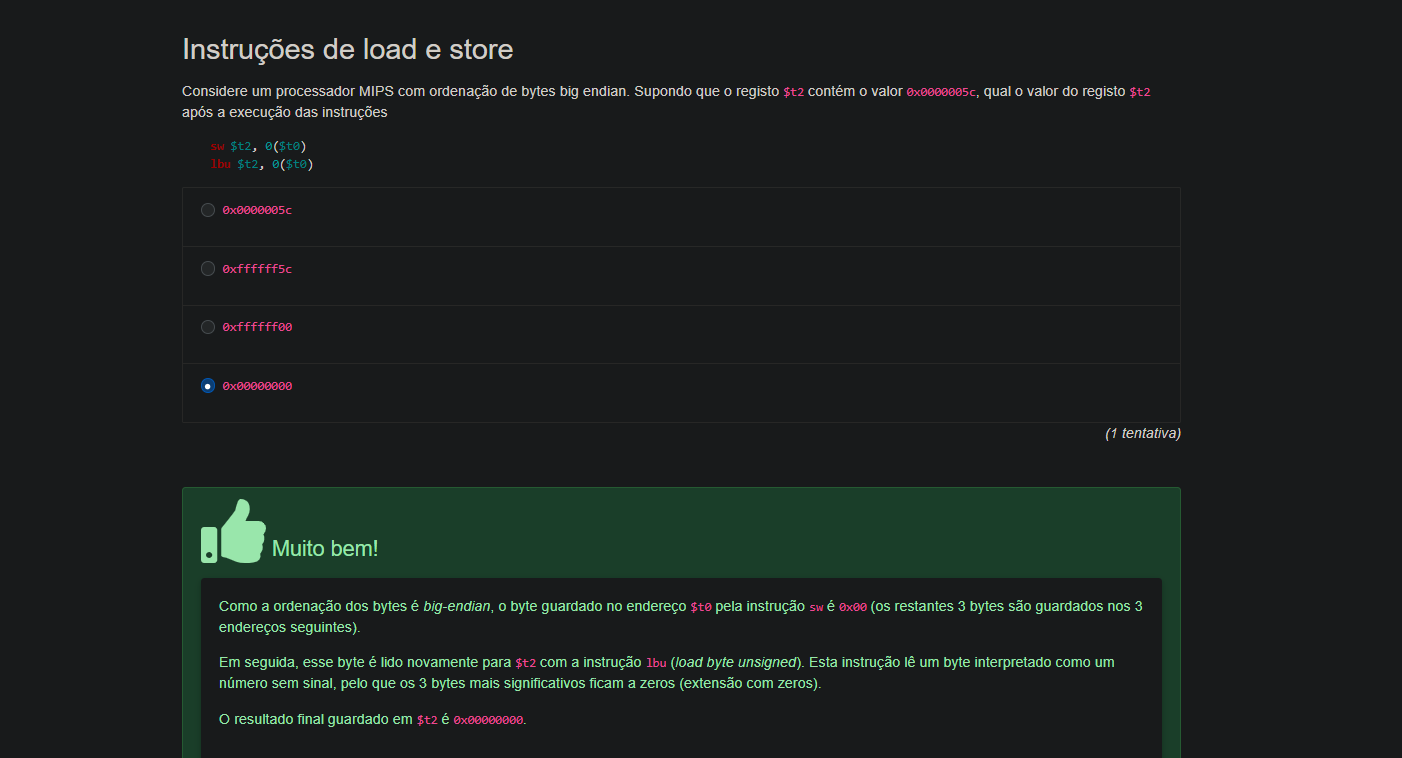 Instruções de load e store
Considere um processador MIPS com ordenação de bytes big endian. Supondo que o registo $t2 contém o valor 0x0000005c, qual o valor do registo $t2
após a execução das instruções
sw $t2, 0($t0)
lbu $t2, 0($t0)
0x0000005c
0xffffff5c
0xffffff00
0x00000000
(1 tentativa)
Muito bem!
Como a ordenação dos bytes é big-endian, o byte guardado no endereço $t0 pela instrução sw é 0x00 (os restantes 3 bytes são guardados nos 3
endereços seguintes).
Em seguida, esse byte é lido novamente para $t2 com a instrução lbu (load byte unsigned). Esta instrução lê um byte interpretado como um
número sem sinal, pelo que os 3 bytes mais significativos ficam a zeros (extensão com zeros).
O resultado final guardado em $t2 é 0x00000000.